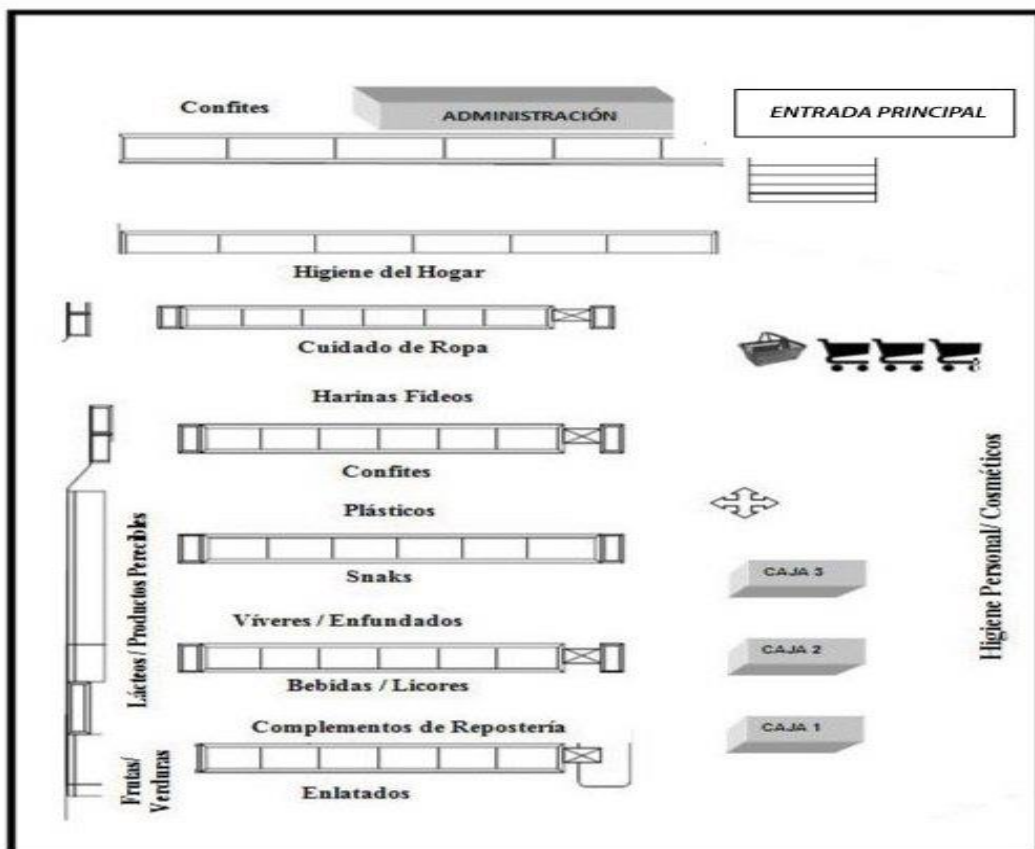 Confites
ADMINISTRACIÓN
ENTRADA PRINCIPAL
Higiene del Hogar
Cuidado de Ropa
Harinas Fideos
Confites
Plásticos
Snaks
Víveres / Enfundados
Bebidas / Licores
Complementos de Repostería
Enlatados
Lácteos / Productos Perecibles
Frutas/
Verduras
CAJA 3
CAJA 2
CAJA 1
Higiene Personal/ Cosméticos